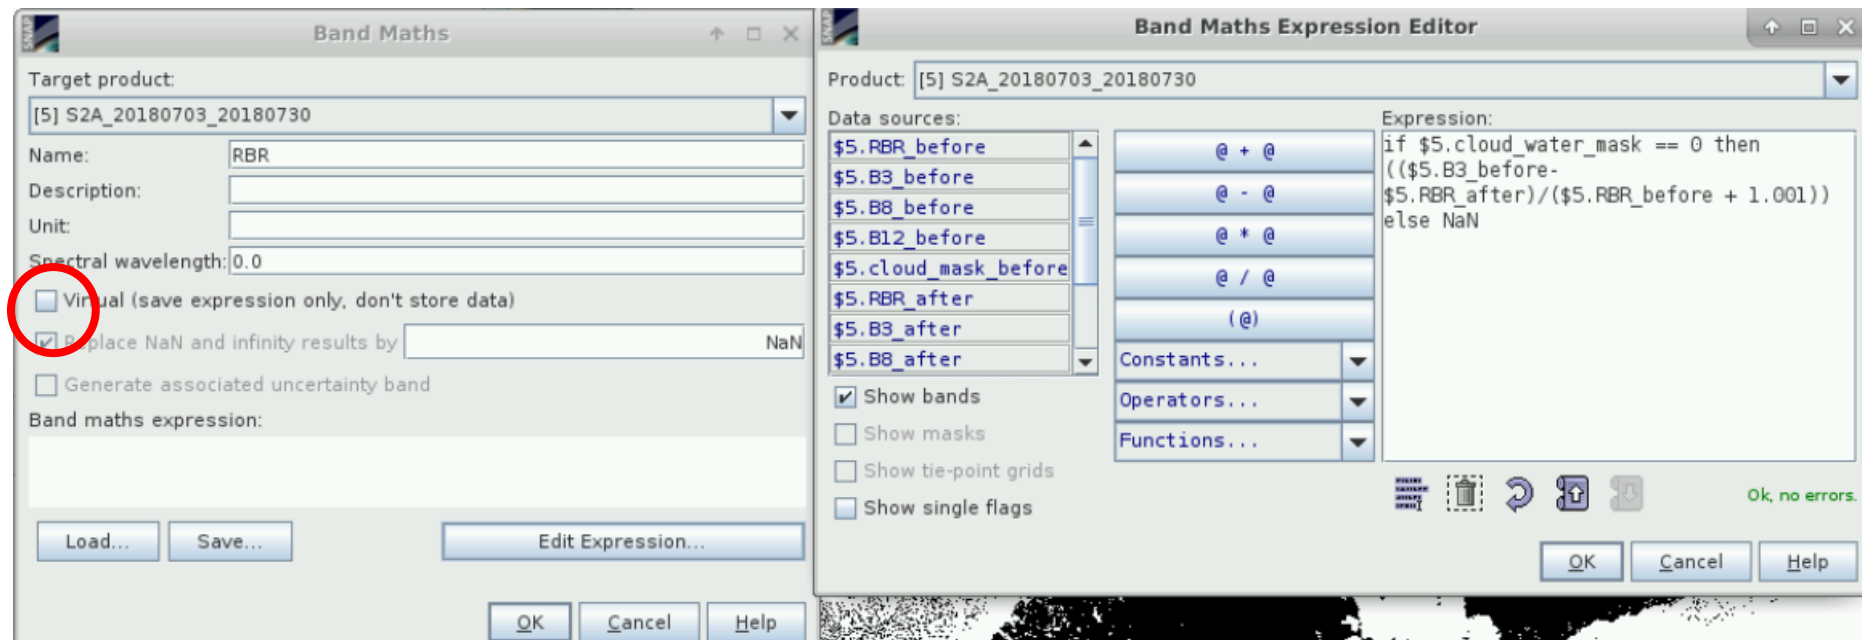 SNAP
Band Maths
Target product:
[5] S2A_20180703_20180730
Name:
RBR
Description:
Unit:
Spectral wavelength:
0.0
Virtual (save expression only, don't store data)
Replace NaN and infinity results by
NaN
Generate associated uncertainty band
Band maths expression:
Load...
Save...
Edit Expression...
OK
Cancel
Help
SNAP
Band Maths Expression Editor
Product:
[5] S2A_20180703_20180730
Data sources:
$5.RBR_before
$5.B3_before
$5.B8_before
$5.B12_before
$5.cloud_mask_before
$5.RBR_after
$5.B3_after
$5.B8_after
Show bands
Show masks
Show tie-point grids
Show single flags
@ + @
@ - @
@ * @
@ / @
(@)
Constants...
Operators...
Functions...
Expression:
if $5.cloud_water_mask == 0 then
(($5.B3_before-
$5.RBR_after)/($5.RBR_before + 1.001))
else NaN
Ok, no errors.
OK
Cancel
Help